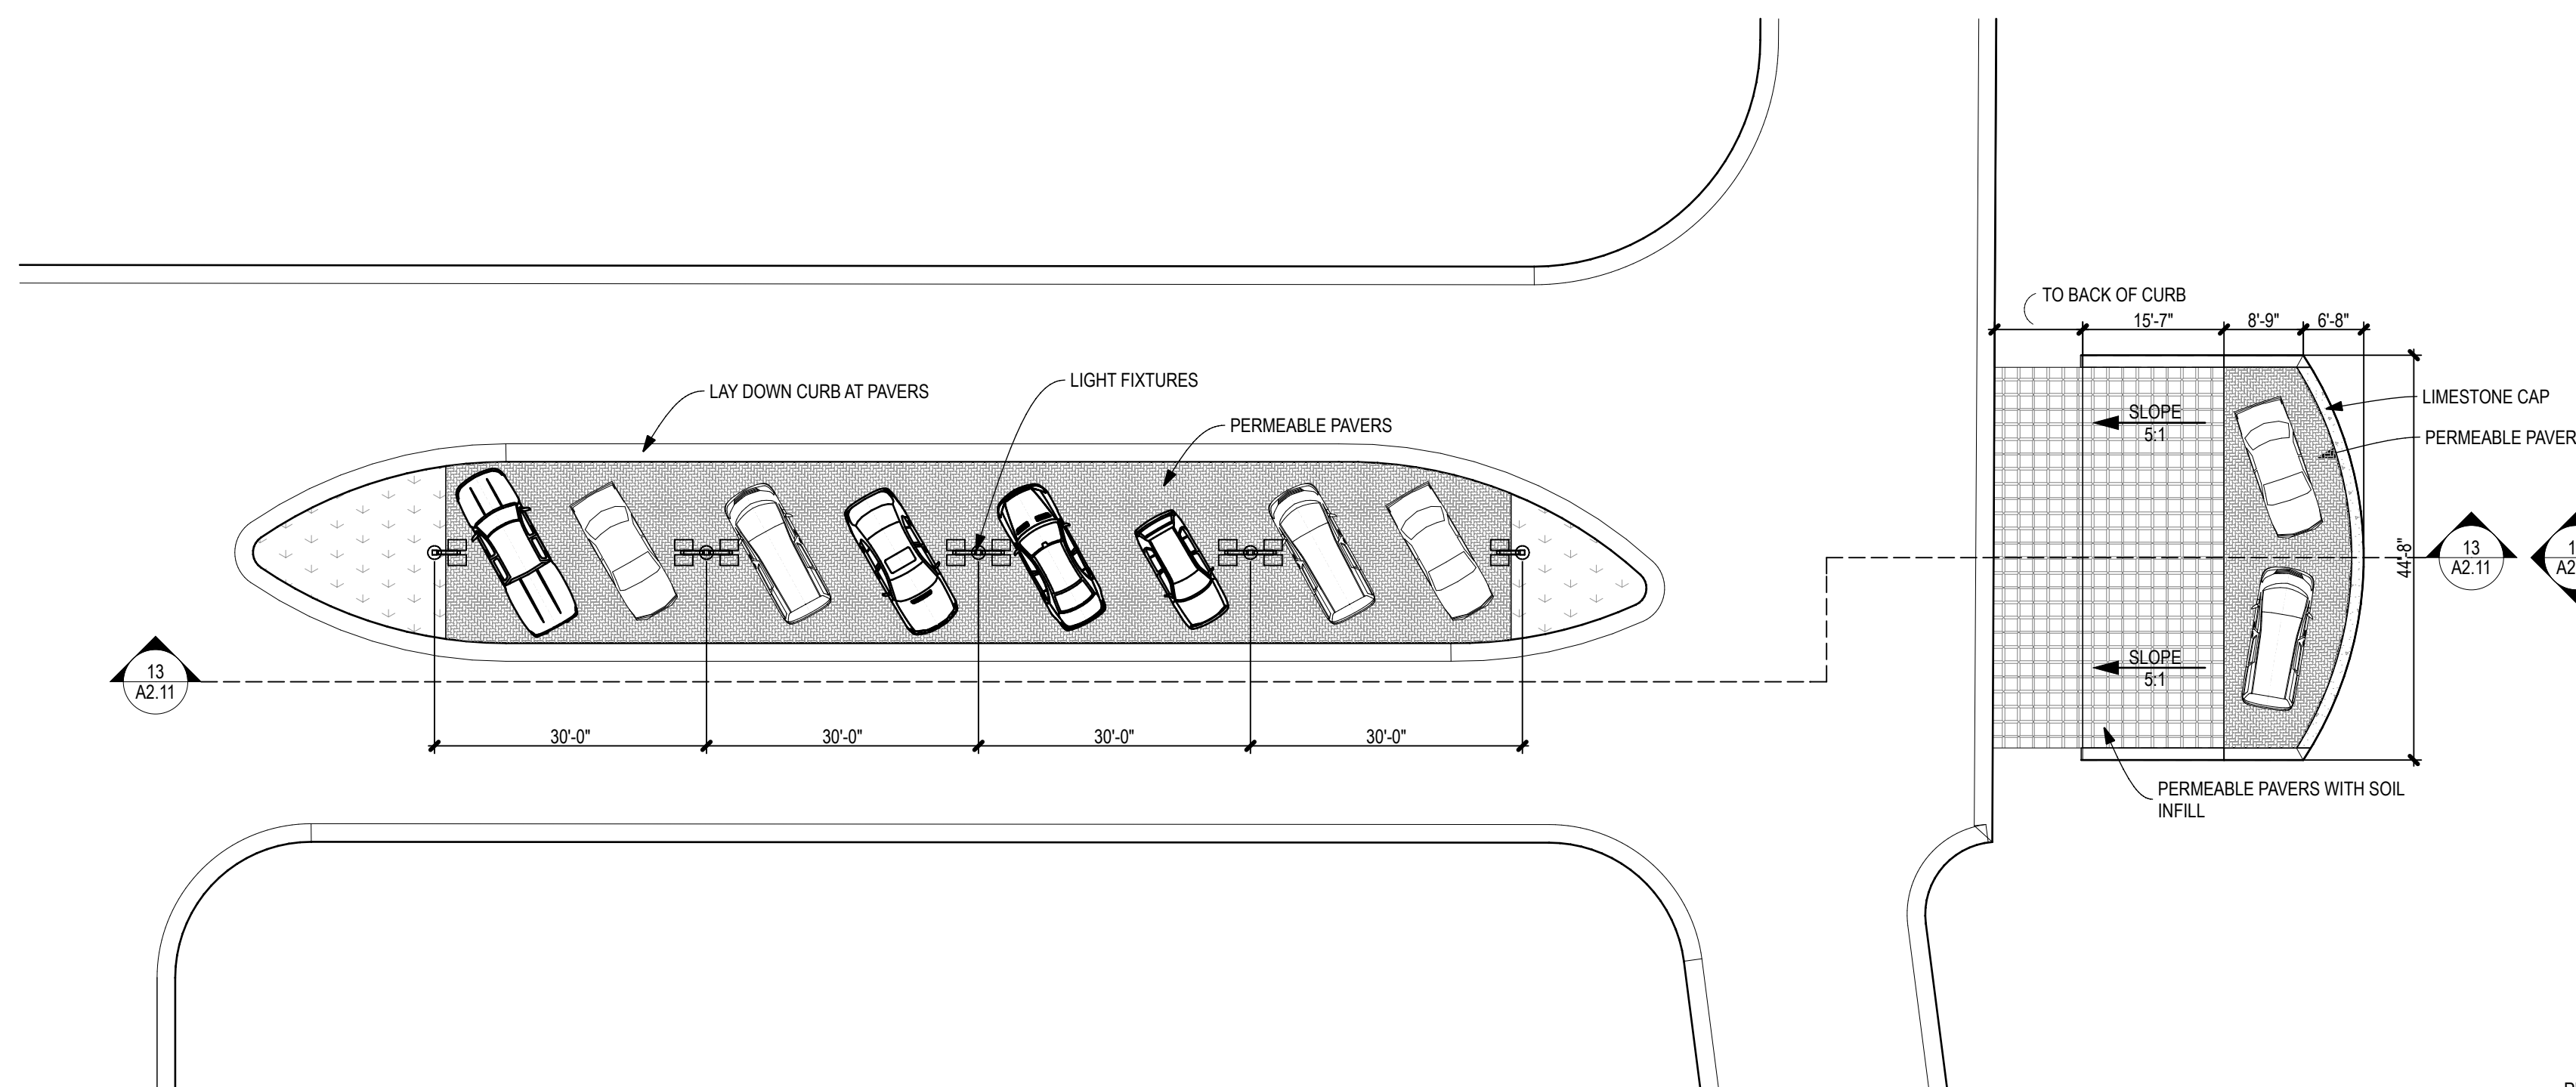 TO BACK OF CURB
15'-7"
8'-9"
6'-8"
LIGHT FIXTURES
LAY DOWN CURB AT PAVERS
PERMEABLE PAVERS
LIMESTONE CAP
PERMEABLE PAVER
SLOPE
5:1
13
A2.11
44'-8"
13
A2.11
SLOPE
5:1
30'-0"
30'-0"
30'-0"
30'-0"
PERMEABLE PAVERS WITH SOIL
INFILL